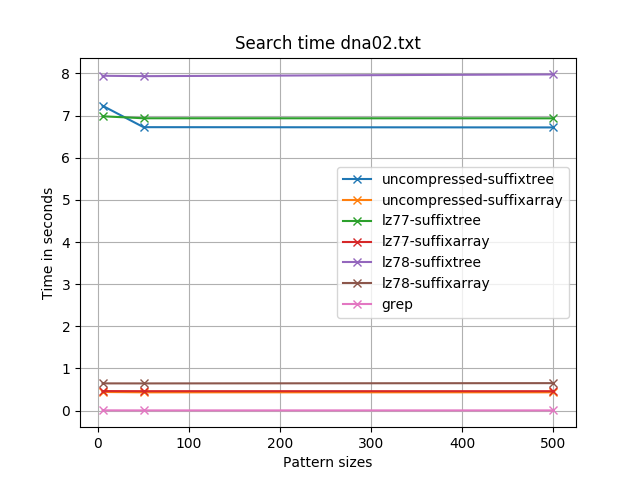 Search time dna02.txt
8
7
6
5
4
3
2
1
0
Time in seconds
uncompressed-suffixtree
uncompressed-suffixarray
lz77-suffixtree
lz77-suffixarray
lz78-suffixtree
lz78-suffixarray
grep
0 100 200 300 400 500
Pattern sizes